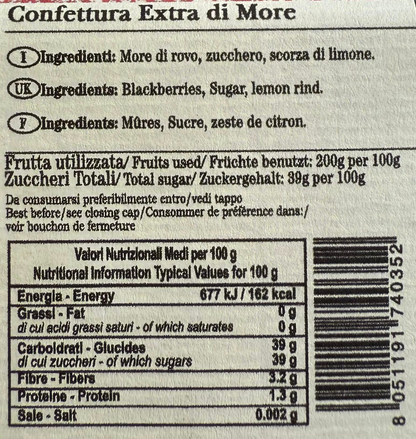 Confettura Extra di More
I Ingredienti: More di rovo, zucchero, scorza di limone.
UK Ingredients: Blackberries, Sugar, lemon rind.
F Ingredients: Mûres, Sucre, zeste de citron.
Frutta utilizzata/ Fruits used/ Früchte benutzt: 200g per 100g
Zuccheri Totali/ Total sugar/ Zuckergehalt: 39g per 100g
Da consumarsi preferibilmente entro/vedi tappo
Best before/see closing cap/Consommer de préférence dans:/
voir bouchon de fermeture
Valori Nutrizionali Medi per 100 g
Nutritional Information Typical Values for 100 g
Energia - Energy 677 kJ / 162 kcal
Grassi - Fat 0 g
di cui acidi grassi saturi - of which saturates 0 g
Carboidrati - Glucides 39 g
di cui zuccheri - of which sugars 39 g
Fibre - Fibers 3.2 g
Proteine - Protein 1.3 g
Sale - Salt 0.002 g
8 051191 740352